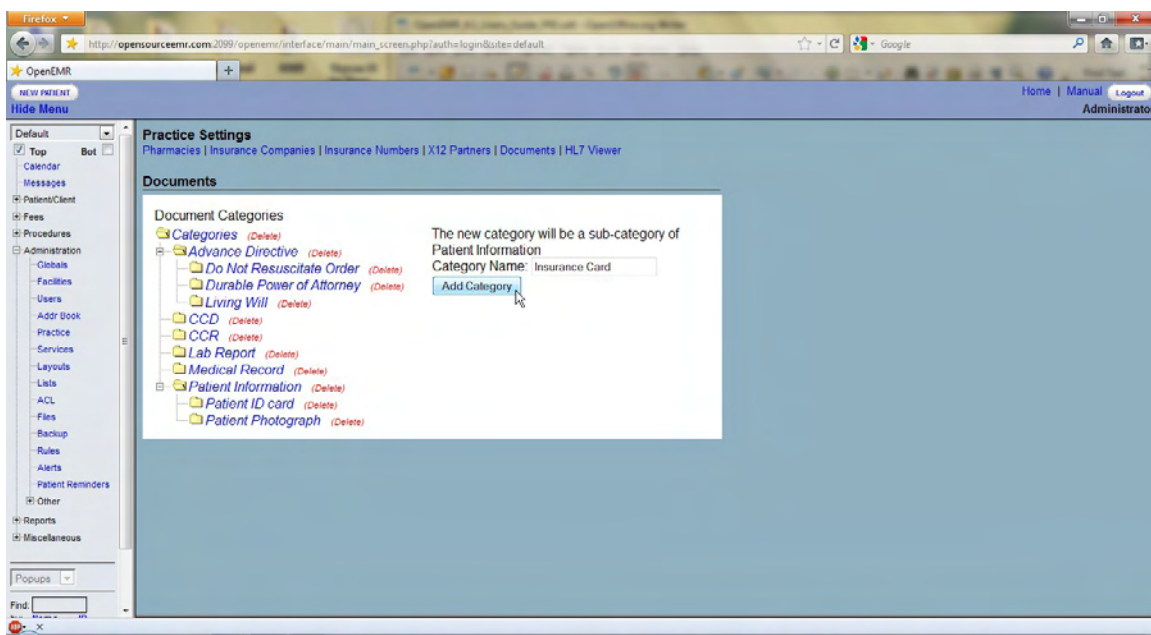 Firefox
http://opensourceemr.com:2099/openemr/interface/main/main_screen.php?auth=login&site=default
Google
OpenEMR
NEW PATIENT
Home | Manual Logout
Hide Menu
Administrato
Default
Top Bot
Calendar
Messages
Patient/Client
Fees
Procedures
Administration
Globals
Facilities
Users
Addr Book
Practice
Services
Layouts
Lists
ACL
Files
Backup
Rules
Alerts
Patient Reminders
Other
Reports
Miscellaneous
Popups
Find:
Practice Settings
Pharmacies | Insurance Companies | Insurance Numbers | X12 Partners | Documents | HL7 Viewer
Documents
Document Categories
Categories (Delete)
Advance Directive (Delete)
Do Not Resuscitate Order (Delete)
Durable Power of Attorney (Delete)
Living Will (Delete)
CCD (Delete)
CCR (Delete)
Lab Report (Delete)
Medical Record (Delete)
Patient Information (Delete)
Patient ID card (Delete)
Patient Photograph (Delete)
The new category will be a sub-category of
Patient Information
Category Name: Insurance Card
Add Category